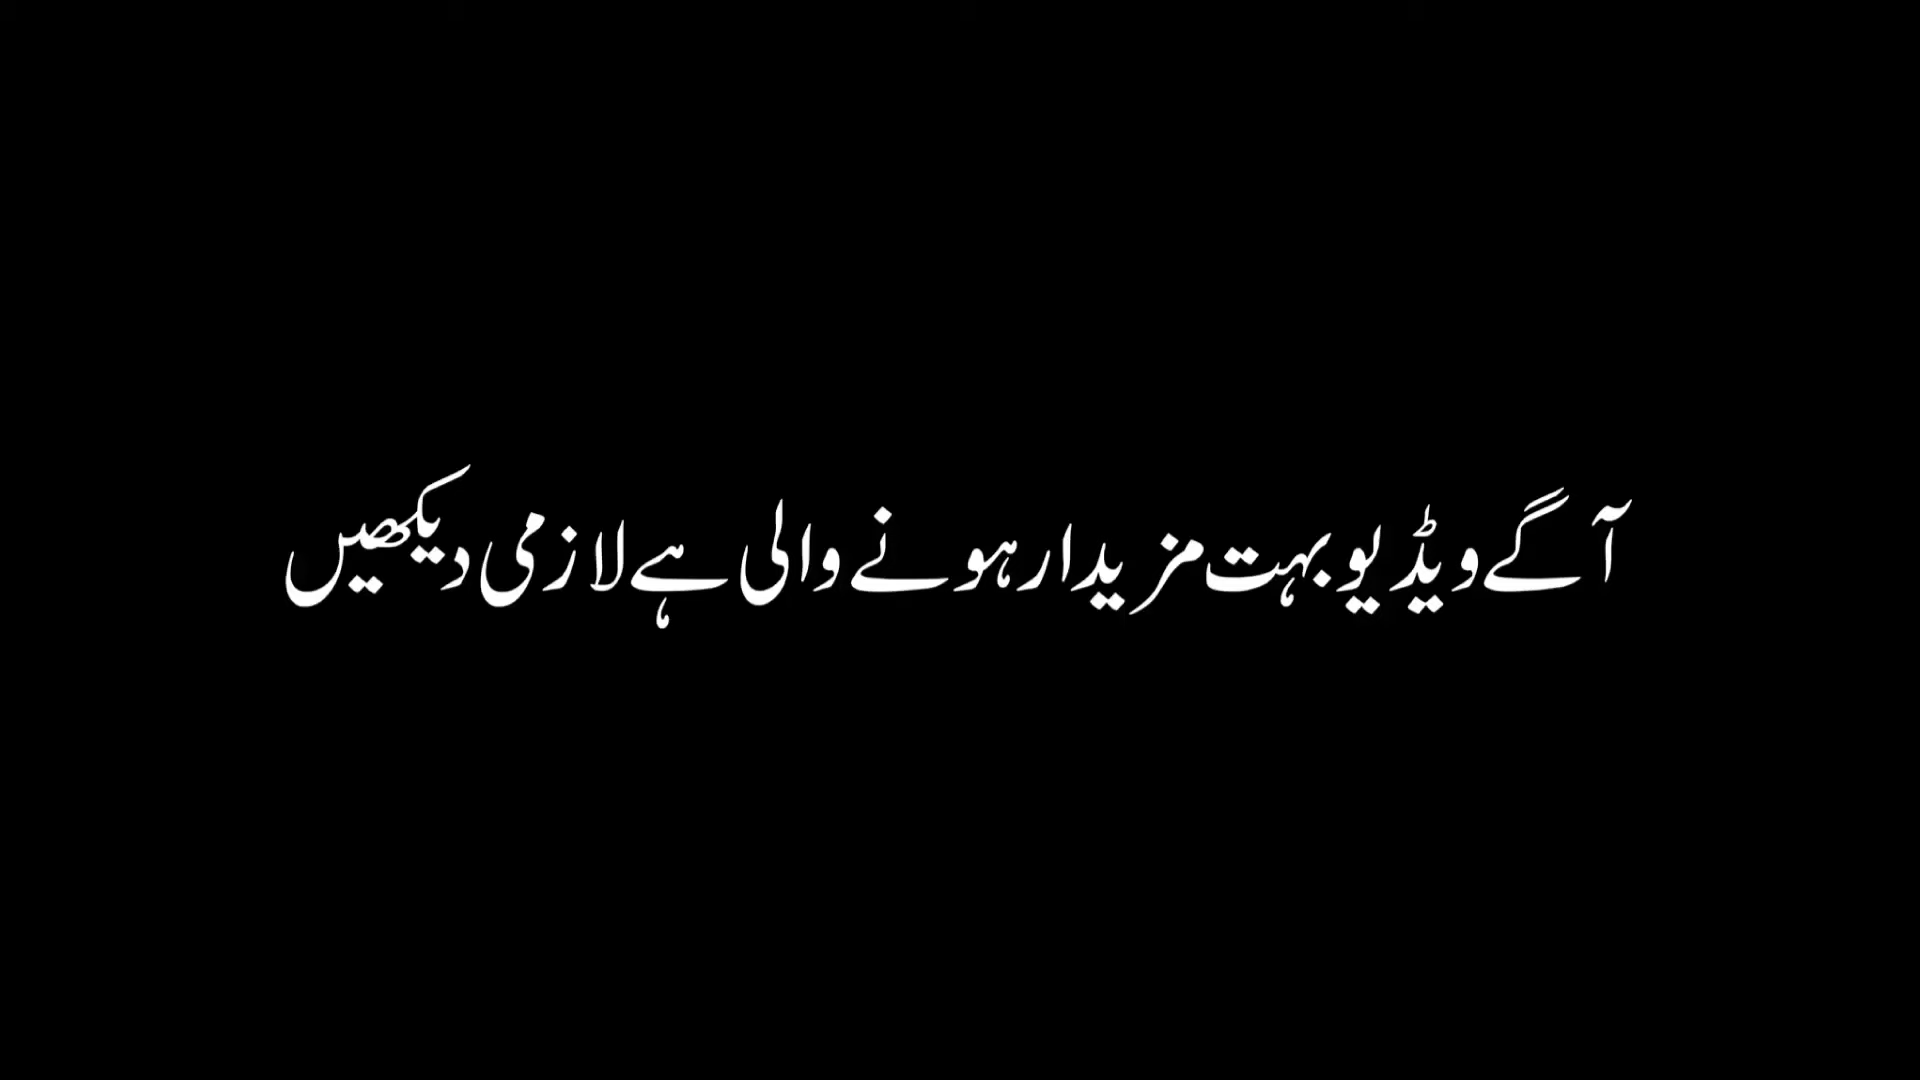 آگے ویڈیو بہت مزیدار ہونے والی ہے لازمی دیکھیں